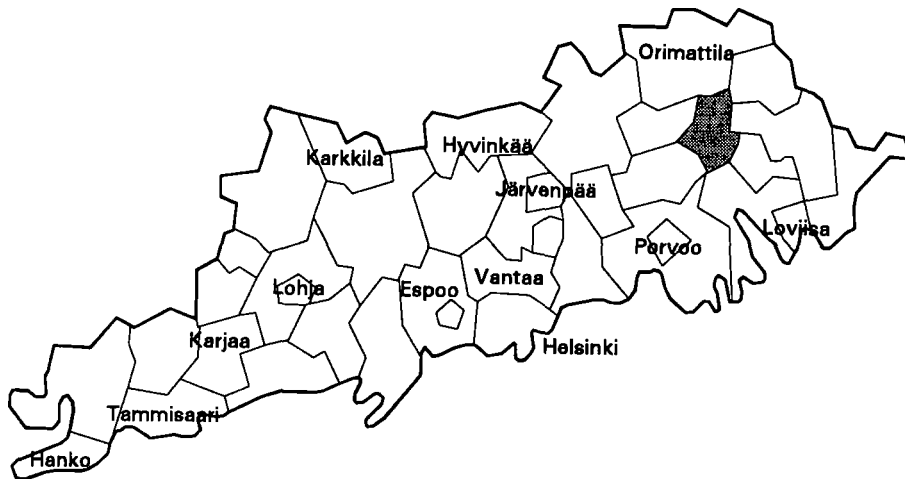 Orimattila
Karkkila
Hyvinkää
Järvenpää
Loviisa
Porvoo
Vantaa
Lohja
Espoo
Karjaa
Helsinki
Tammisaari
Hanko